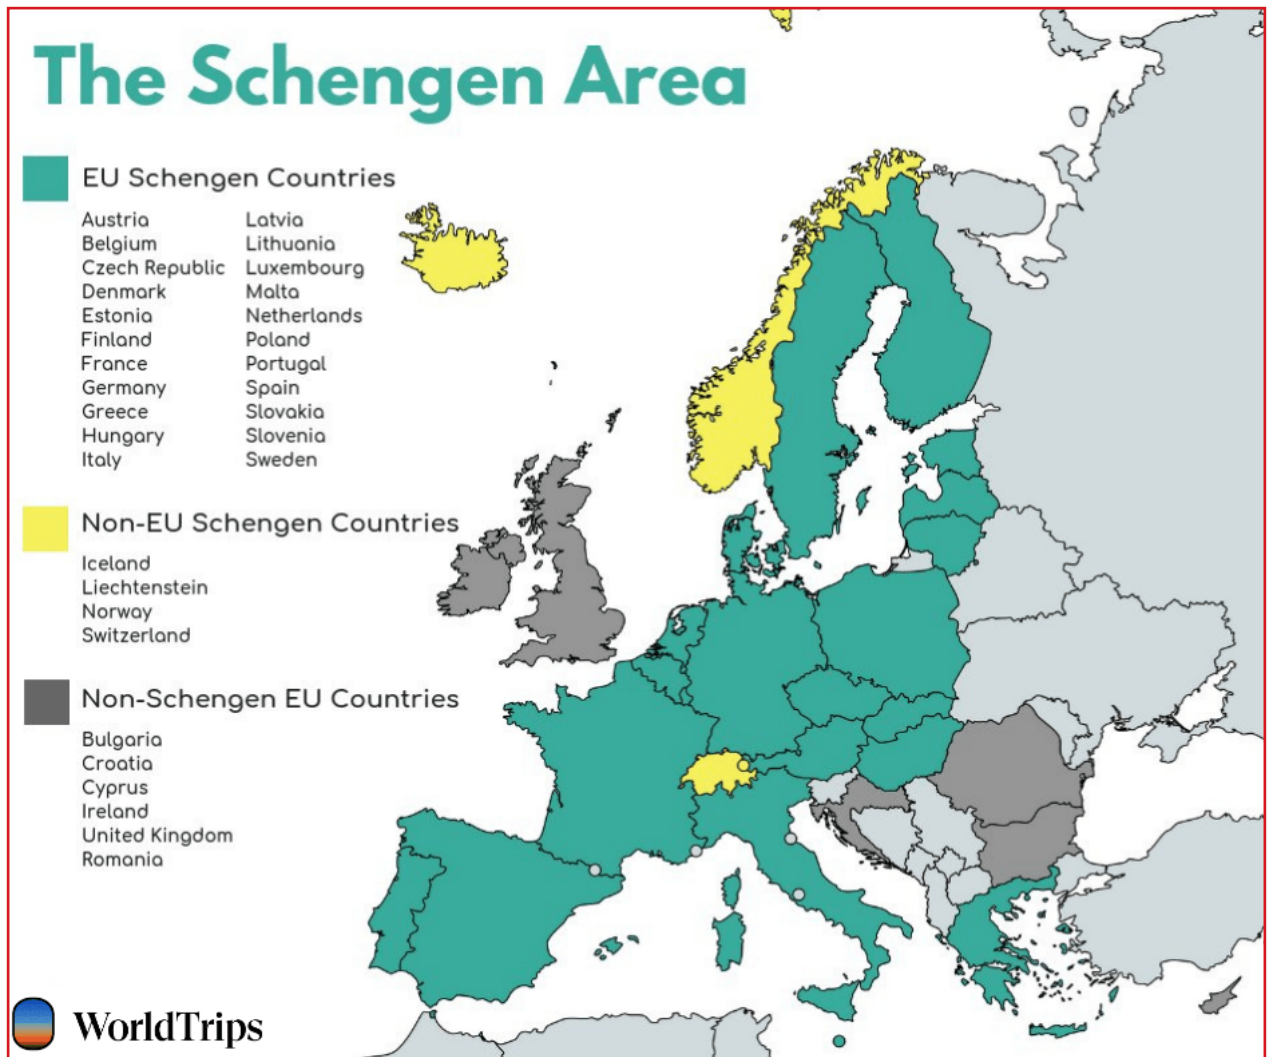 The Schengen Area
EU Schengen Countries
Austria
Belgium
Czech Republic
Denmark
Estonia
Finland
France
Germany
Greece
Hungary
Italy
Latvia
Lithuania
Luxembourg
Malta
Netherlands
Poland
Portugal
Spain
Slovakia
Slovenia
Sweden
Non-EU Schengen Countries
Iceland
Liechtenstein
Norway
Switzerland
Non-Schengen EU Countries
Bulgaria
Croatia
Cyprus
Ireland
United Kingdom
Romania
WorldTrips